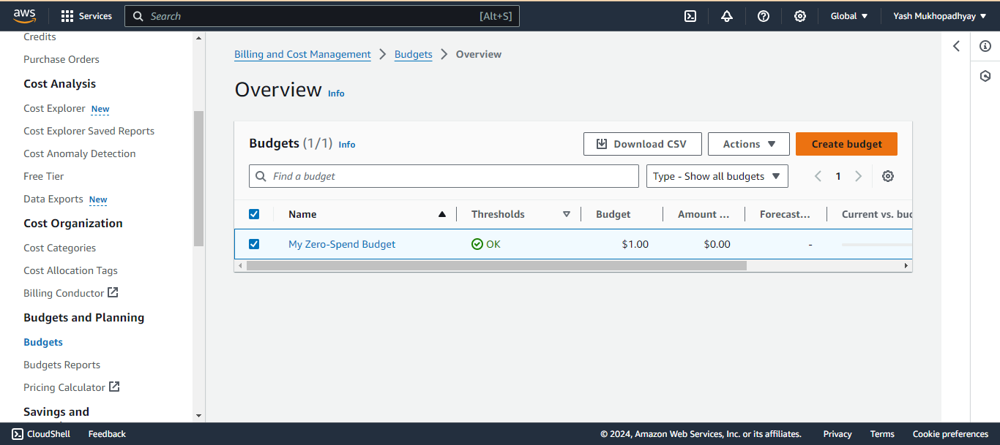 aws
Services
Search
[Alt+S]
Global
Yash Mukhopadhyay
Credits
Purchase Orders
Cost Analysis
Cost Explorer New
Cost Explorer Saved Reports
Cost Anomaly Detection
Free Tier
Data Exports New
Cost Organization
Cost Categories
Cost Allocation Tags
Billing Conductor
Budgets and Planning
Budgets
Budgets Reports
Pricing Calculator
Savings and
Billing and Cost Management > Budgets > Overview
Overview Info
Budgets (1/1) Info
Download CSV
Actions
Create budget
Find a budget
Type - Show all budgets
1
Name Thresholds Budget Amount ... Forecast... Current vs. bud
My Zero-Spend Budget OK $1.00 $0.00 -
CloudShell
Feedback
© 2024, Amazon Web Services, Inc. or its affiliates.
Privacy
Terms
Cookie preferences